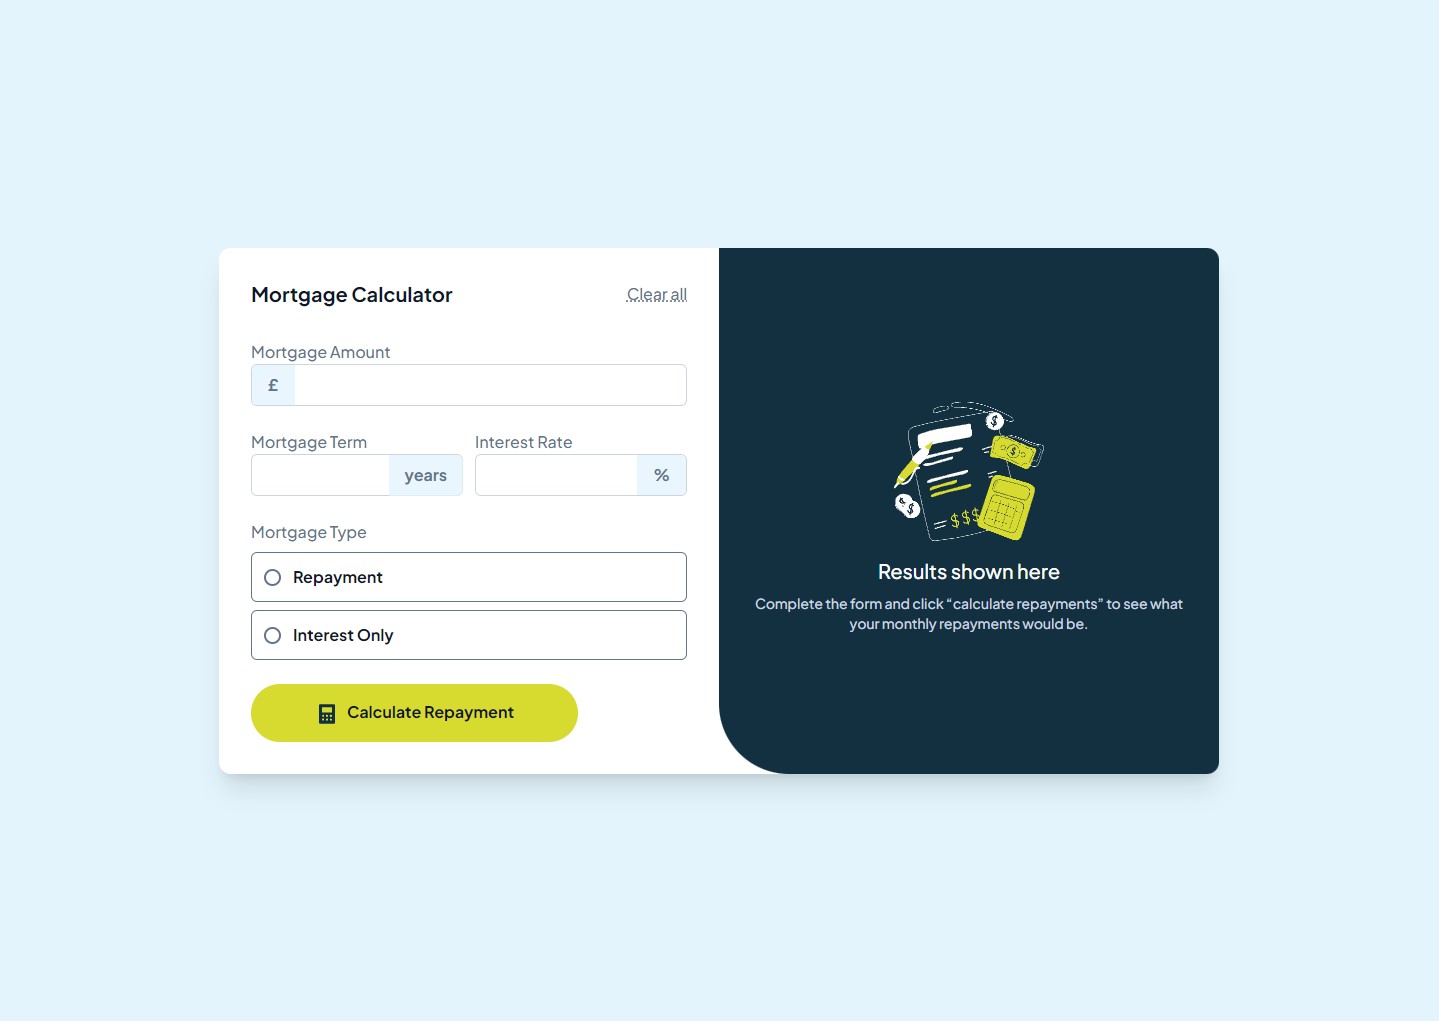 Mortgage Calculator
Clear all
Mortgage Amount
£
Mortgage Term
Interest Rate
years
%
Mortgage Type
Repayment
Interest Only
Calculate Repayment
$
$
$
$
$
$$$
Results shown here
Complete the form and click “calculate repayments” to see what
your monthly repayments would be.